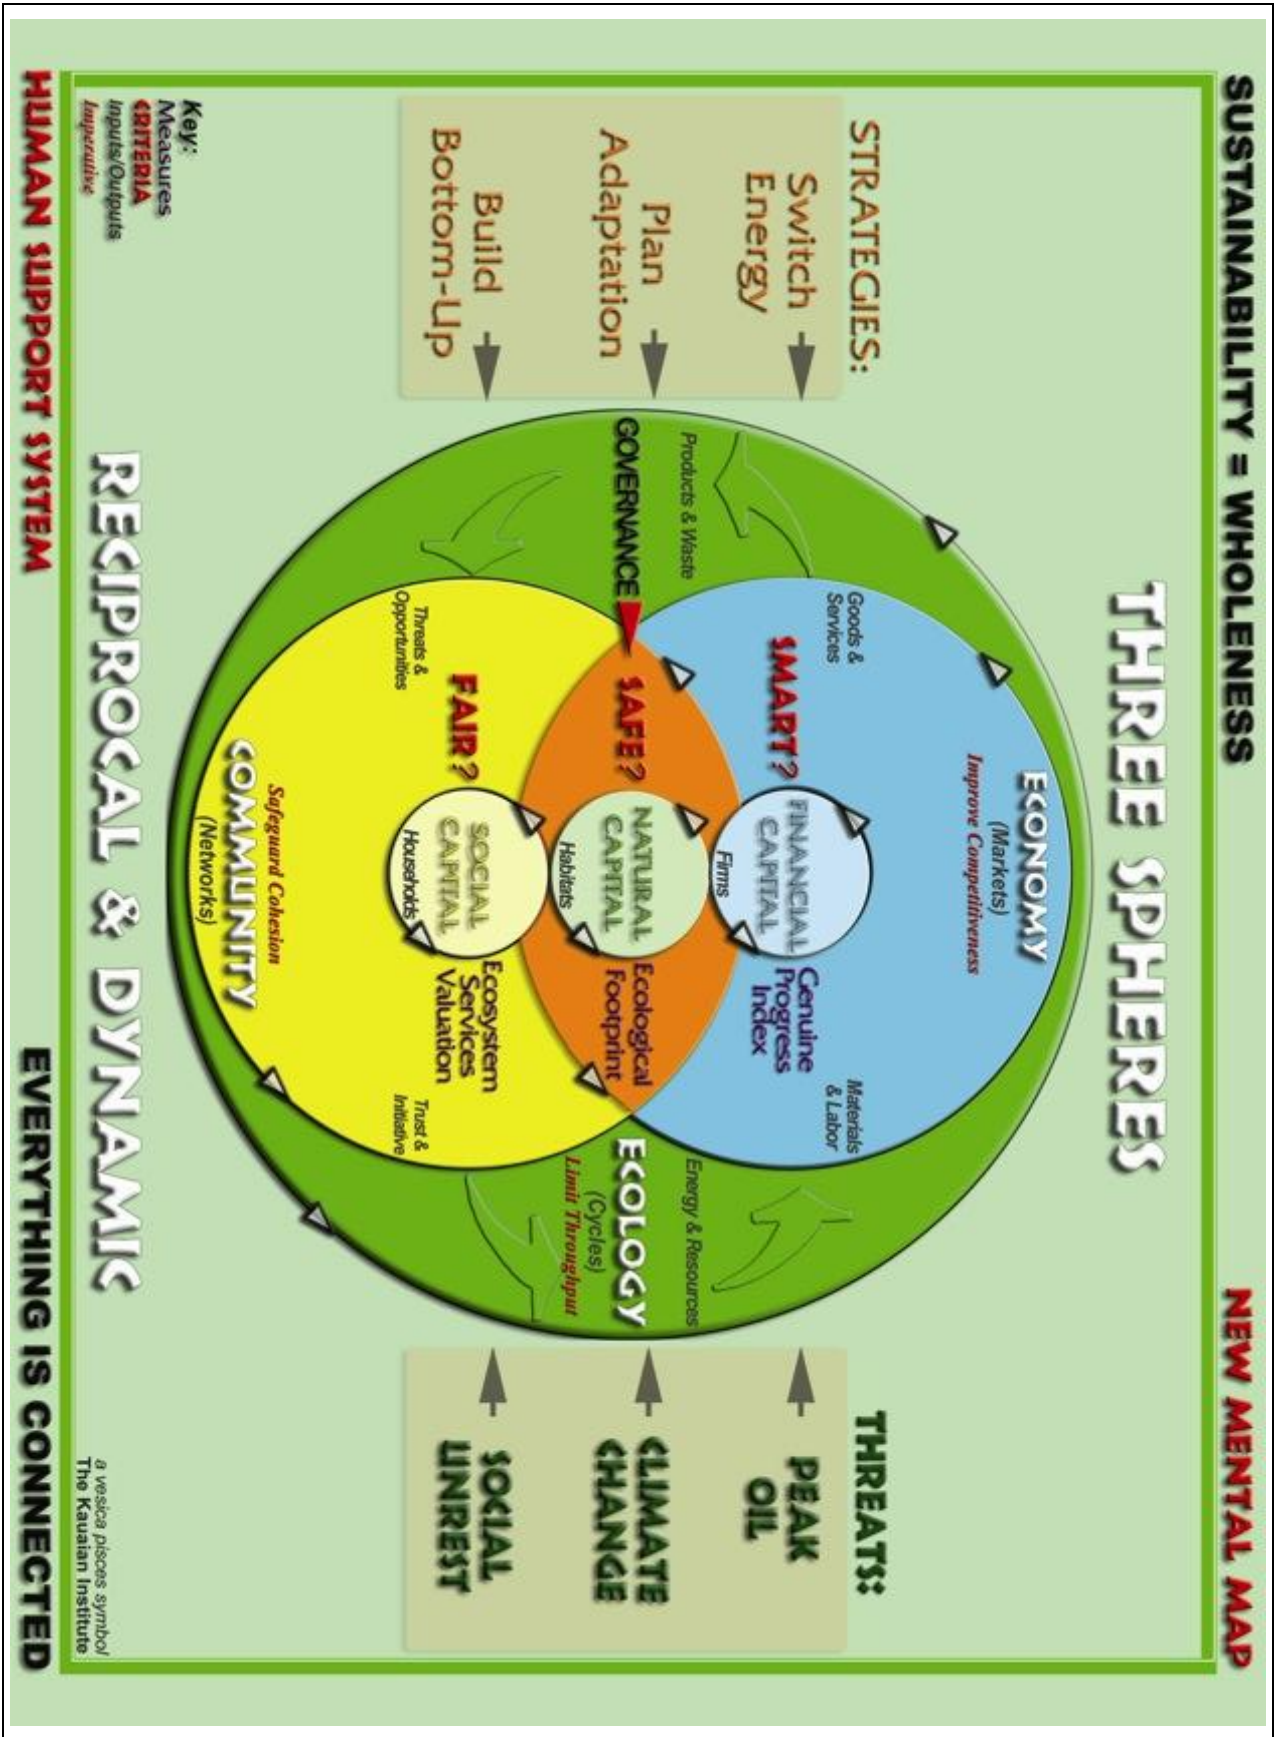 SUSTAINABILITY = WHOLENESS
NEW MENTAL MAP
THREE SPHERES
STRATEGIES:
Switch
Energy
Plan
Adaptation
Build
Bottom-Up
ECONOMY
(Markets)
Improve Competitiveness
Goods &
Services
Materials
& Labor
SMART?
FINANCIAL
CAPITAL
Firms
Genuine
Progress
Index
Products & Waste
Energy & Resources
GOVERNANCE
SAFE?
NATURAL
CAPITAL
Habitats
Ecological
Footprint
ECOLOGY
(Cycles)
Limit Throughput
FAIR?
SOCIAL
CAPITAL
Households
Ecosystem
Services
Valuation
Threats &
Opportunities
Trust &
Initiative
Safeguard Cohesion
COMMUNITY
(Networks)
THREATS:
PEAK
OIL
CLIMATE
CHANGE
SOCIAL
UNREST
RECIPROCAL & DYNAMIC
Key:
Measures
CRITERIA
Inputs/Outputs
Imperative
a vesica pisces symbol
The Kauaian Institute
HUMAN SUPPORT SYSTEM
EVERYTHING IS CONNECTED